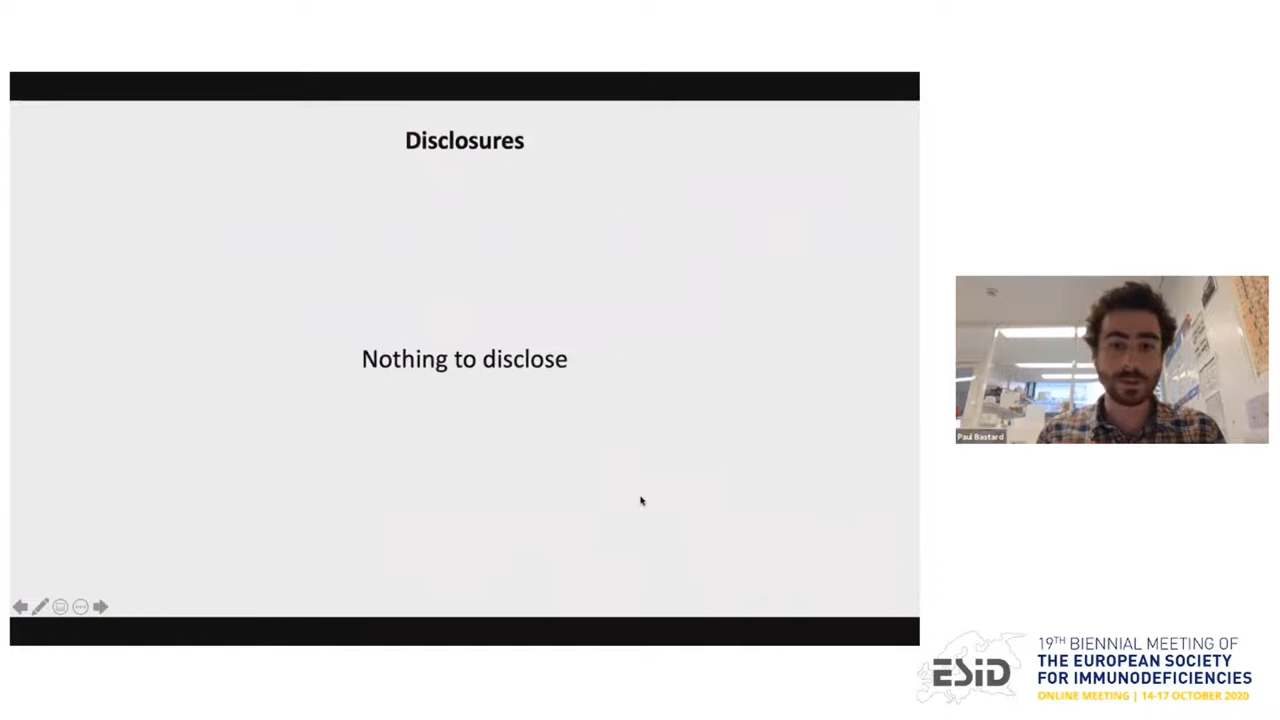 Disclosures
Nothing to disclose
Paul Bastard
ESiD
19TH BIENNIAL MEETING OF
THE EUROPEAN SOCIETY
FOR IMMUNODEFICIENCIES
ONLINE MEETING | 14-17 OCTOBER 2020